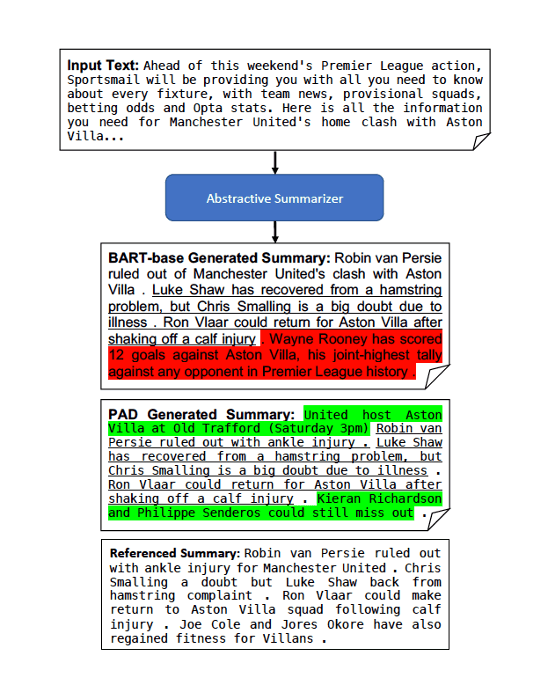 Input Text: Ahead of this weekend's Premier League action,
Sportsmail will be providing you with all you need to know
about every fixture, with team news, provisional squads,
betting odds and Opta stats. Here is all the information
you need for Manchester United's home clash with Aston
Villa...
Abstractive Summarizer
BART-base Generated Summary: Robin van Persie
ruled out of Manchester United's clash with Aston
Villa . Luke Shaw has recovered from a hamstring
problem, but Chris Smalling is a big doubt due to
illness . Ron Vlaar could return for Aston Villa after
shaking off a calf injury . Wayne Rooney has scored
12 goals against Aston Villa, his joint-highest tally
against any opponent in Premier League history .
PAD Generated Summary: United host Aston
Villa at Old Trafford (Saturday 3pm) Robin van
Persie ruled out with ankle injury . Luke Shaw
has recovered from a hamstring problem, but
Chris Smalling is a big doubt due to illness .
Ron Vlaar could return for Aston Villa after
shaking off a calf injury . Kieran Richardson
and Philippe Senderos could still miss out .
Referenced Summary: Robin van Persie ruled out
with ankle injury for Manchester United . Chris
Smalling a doubt but Luke Shaw back from
hamstring complaint . Ron Vlaar could make
return to Aston Villa squad following calf
injury . Joe Cole and Jores Okore have also
regained fitness for Villans .